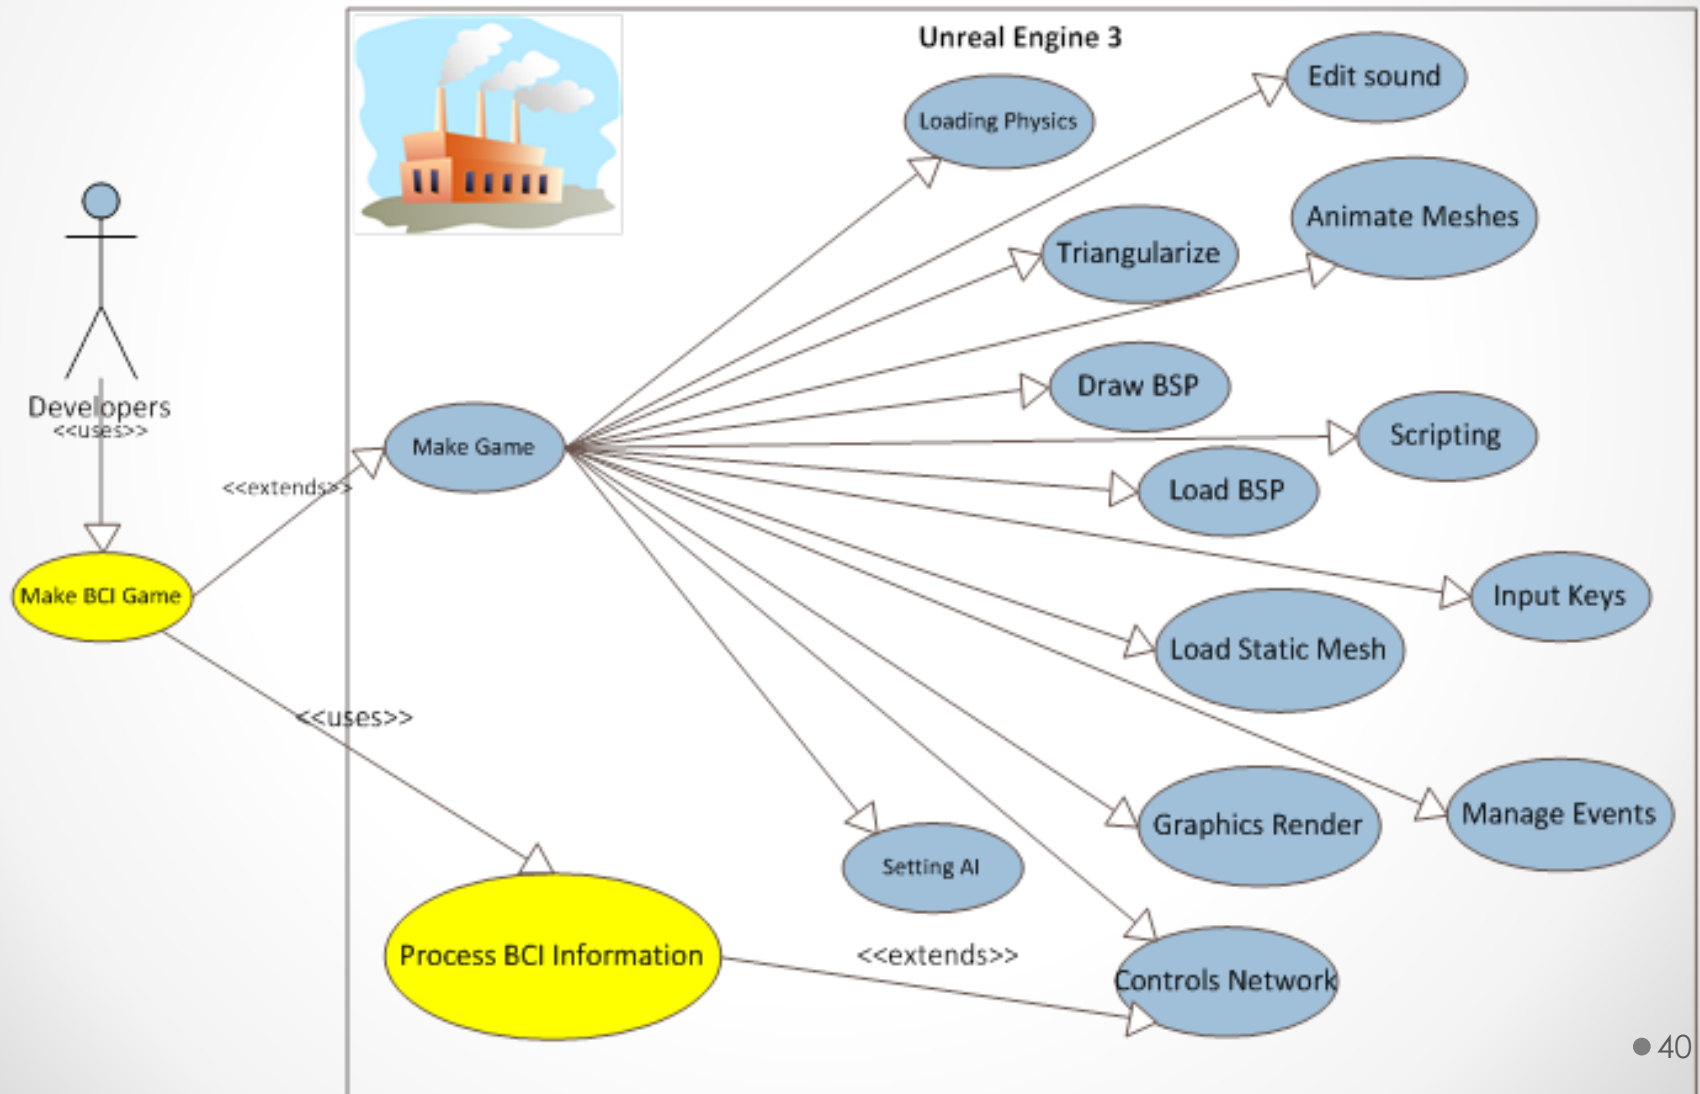 Unreal Engine 3
Edit sound
Loading Physics
Animate Meshes
Triangularize
Draw BSP
Developers
<<uses>>
Scripting
Make Game
<<extends>>
Load BSP
Make BCI Game
Input Keys
Load Static Mesh
<<uses>>
Manage Events
Graphics Render
Setting AI
Process BCI Information
<<extends>>
Controls Network
40